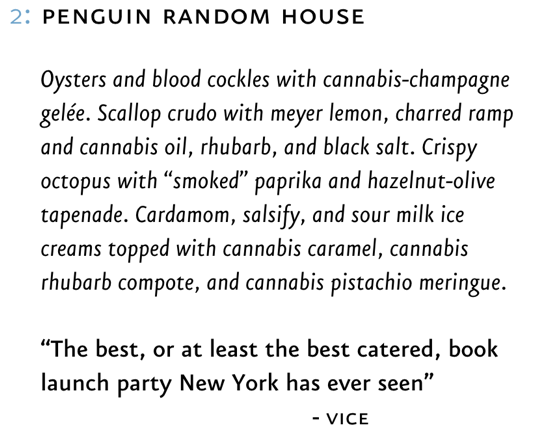 2: PENGUIN RANDOM HOUSE
Oysters and blood cockles with cannabis-champagne
gelée. Scallop crudo with meyer lemon, charred ramp
and cannabis oil, rhubarb, and black salt. Crispy
octopus with “smoked” paprika and hazelnut-olive
tapenade. Cardamom, salsify, and sour milk ice
creams topped with cannabis caramel, cannabis
rhubarb compote, and cannabis pistachio meringue.
“The best, or at least the best catered, book
launch party New York has ever seen”
- VICE